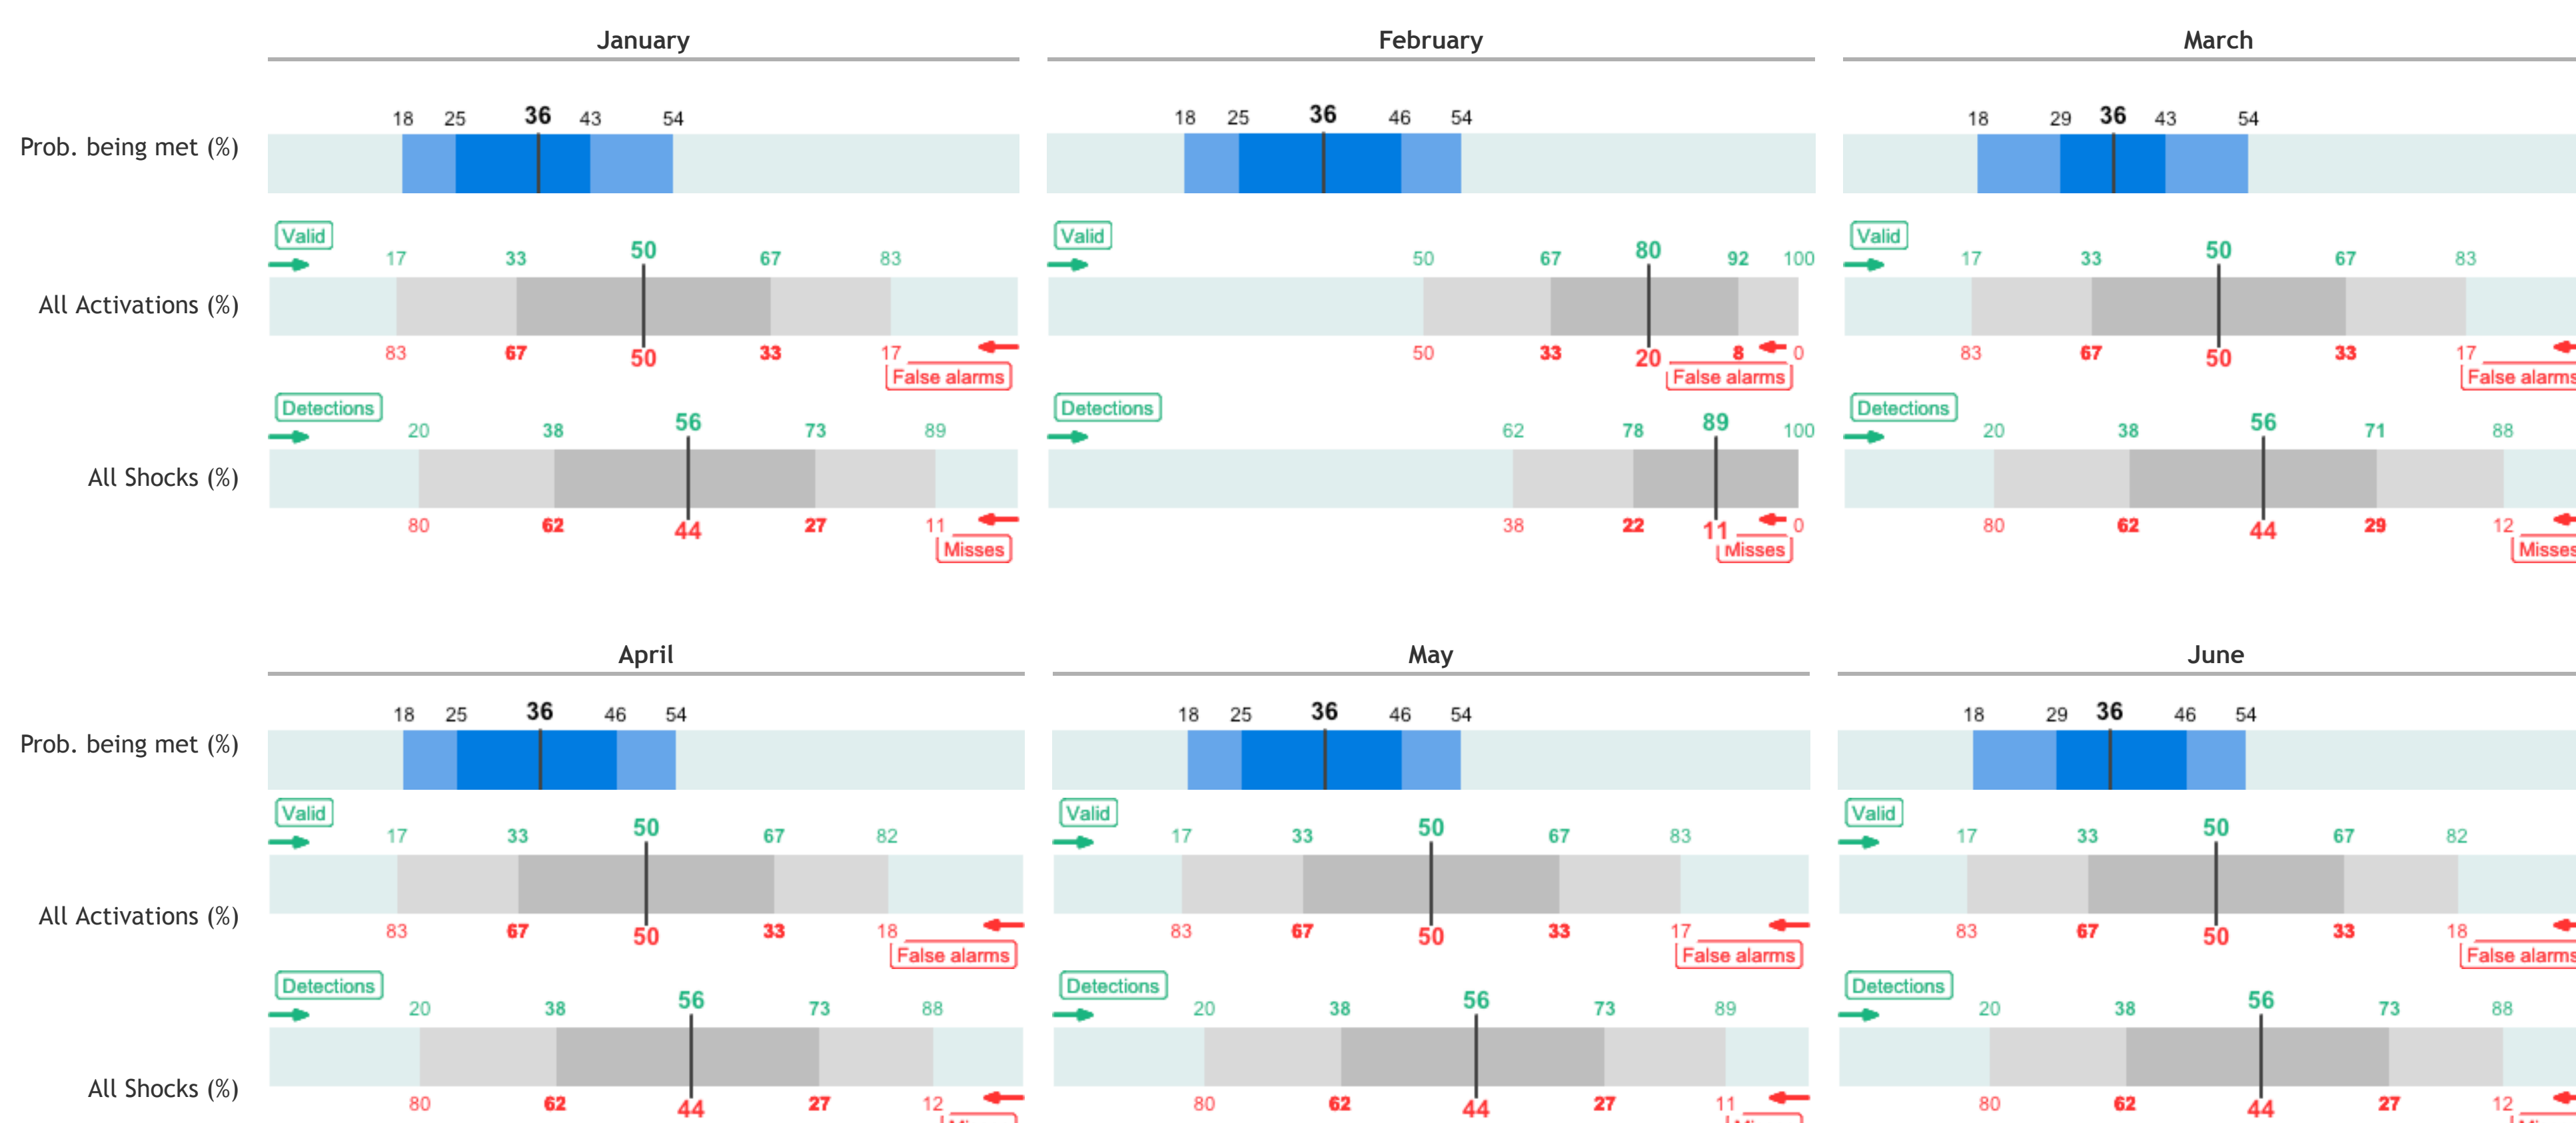 January February March
18 25 36 43 54 18 25 36 46 54 18 29 36 43 54
Prob. being met (%)
Valid Valid Valid
17 33 50 67 83 50 67 80 92 100 17 33 50 67 83
All Activations (%)
83 67 50 33 17 50 33 20 8 0 83 67 50 33 17
False alarms False alarms False alarms
Detections Detections Detections
20 38 56 73 89 62 78 89 100 20 38 56 71 88
All Shocks (%)
80 62 44 27 11 38 22 11 0 80 62 44 29 12
Misses Misses Misses
April May June
18 25 36 46 54 18 25 36 46 54 18 29 36 46 54
Prob. being met (%)
Valid Valid Valid
17 33 50 67 82 17 33 50 67 83 17 33 50 67 82
All Activations (%)
83 67 50 33 18 83 67 50 33 17 83 67 50 33 18
False alarms False alarms False alarms
Detections Detections Detections
20 38 56 73 88 20 38 56 73 89 20 38 56 73 88
All Shocks (%)
80 62 44 27 12 80 62 44 27 11 80 62 44 27 12